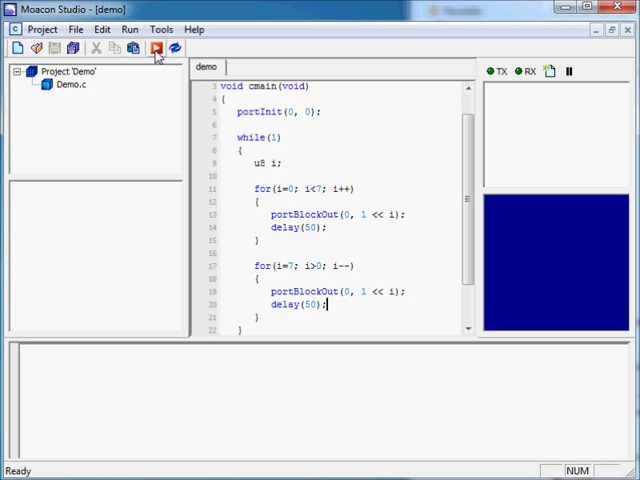 Moacon Studio - [demo]
Project File Edit Run Tools Help
Project 'Demo'
Demo.c
demo
TX RX
3 void cmain(void)
4 {
5 portInit(0, 0);
6
7 while(1)
8 {
9 u8 i;
10
11 for(i=0; i<7; i++)
12 {
13 portBlockOut(0, 1 << i);
14 delay(50);
15 }
16
17 for(i=7; i>0; i--)
18 {
19 portBlockOut(0, 1 << i);
20 delay(50);
21 }
22 }
Ready
NUM